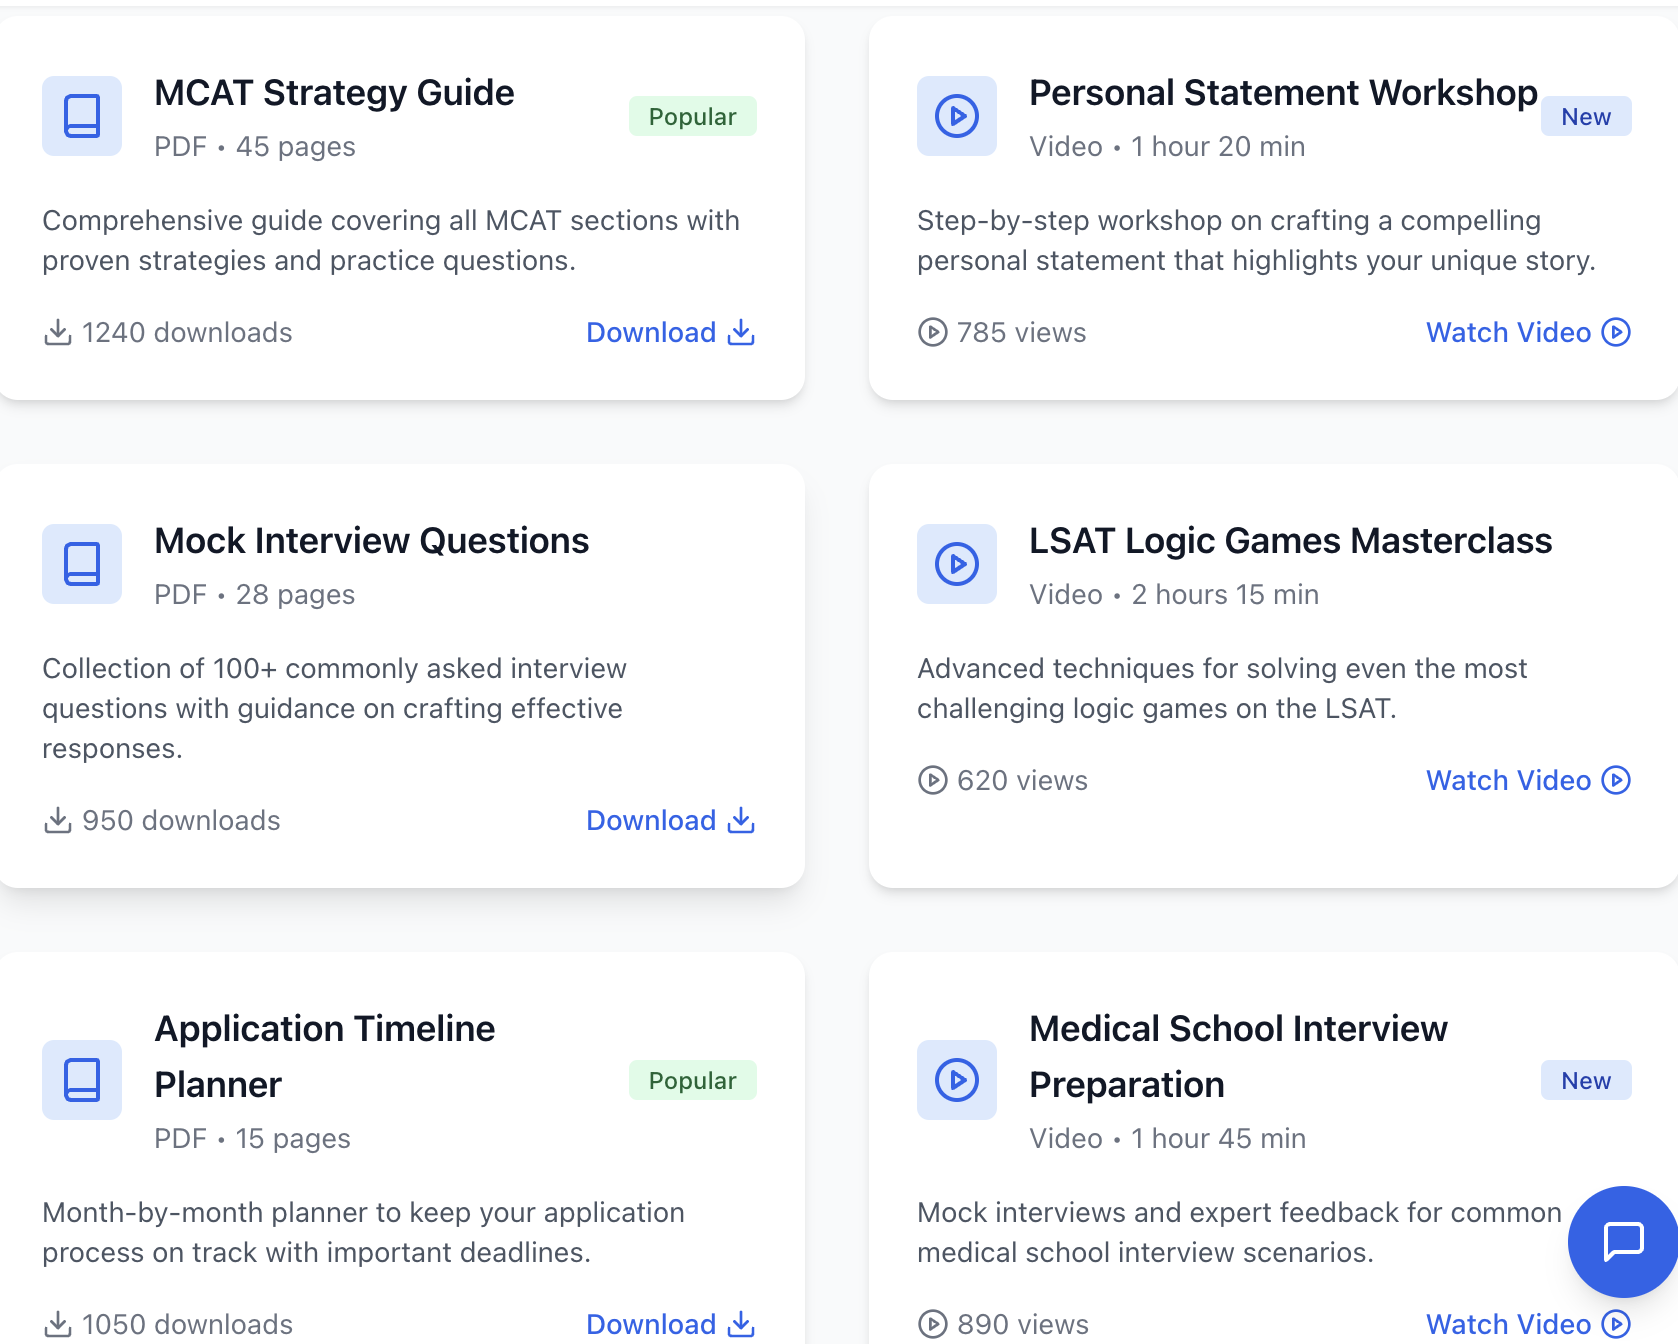 MCAT Strategy Guide
Popular
PDF • 45 pages
Comprehensive guide covering all MCAT sections with
proven strategies and practice questions.
1240 downloads
Download
Personal Statement Workshop
New
Video • 1 hour 20 min
Step-by-step workshop on crafting a compelling
personal statement that highlights your unique story.
785 views
Watch Video
Mock Interview Questions
PDF • 28 pages
Collection of 100+ commonly asked interview
questions with guidance on crafting effective
responses.
950 downloads
Download
LSAT Logic Games Masterclass
Video • 2 hours 15 min
Advanced techniques for solving even the most
challenging logic games on the LSAT.
620 views
Watch Video
Application Timeline
Planner
Popular
PDF • 15 pages
Month-by-month planner to keep your application
process on track with important deadlines.
1050 downloads
Download
Medical School Interview
Preparation
New
Video • 1 hour 45 min
Mock interviews and expert feedback for common
medical school interview scenarios.
890 views
Watch Video